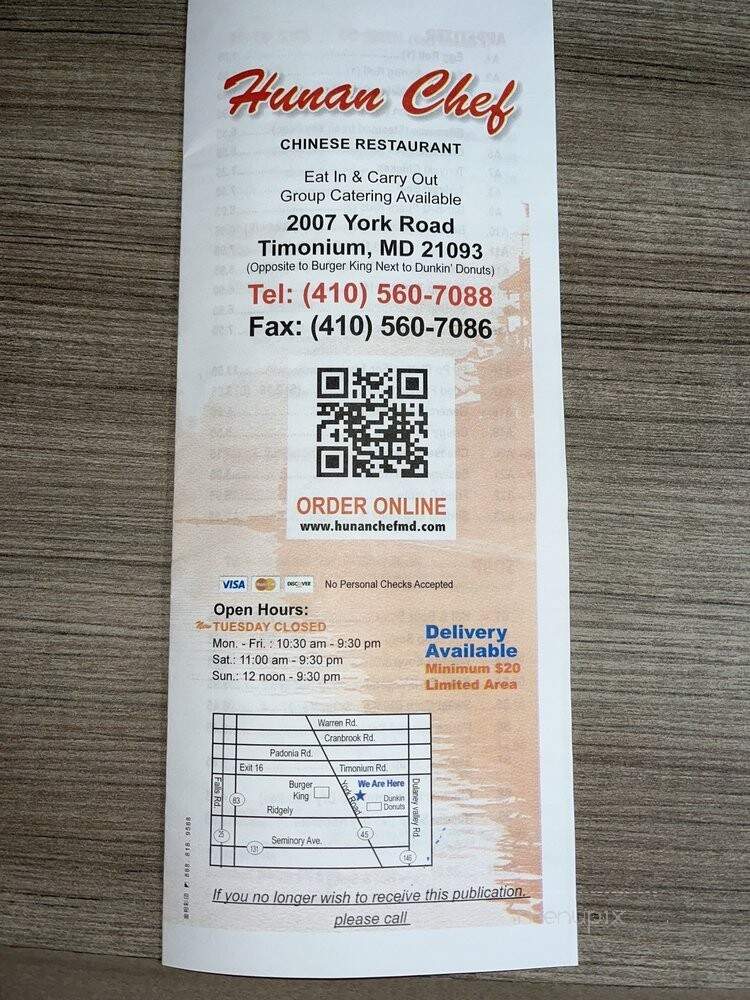 Hunan Chef
CHINESE RESTAURANT
Eat In & Carry Out
Group Catering Available
2007 York Road
Timonium, MD 21093
(Opposite to Burger King Next to Dunkin' Donuts)
Tel: (410) 560-7088
Fax: (410) 560-7086
ORDER ONLINE
www.hunanchefmd.com
VISA MasterCard DISCOVER No Personal Checks Accepted
Open Hours:
New TUESDAY CLOSED
Mon. - Fri. : 10:30 am - 9:30 pm
Sat.: 11:00 am - 9:30 pm
Sun.: 12 noon - 9:30 pm
Delivery
Available
Minimum $20
Limited Area
Warren Rd.
Cranbrook Rd.
Padonia Rd.
Exit 16
Timonium Rd.
Falls Rd.
83
Burger
King
York Road
We Are Here
Dunkin
Donuts
Dulaney valley Rd.
Ridgely
25
Seminory Ave.
131
45
146
888. 818. 9588
If you no longer wish to receive this publication.
please call
menupix